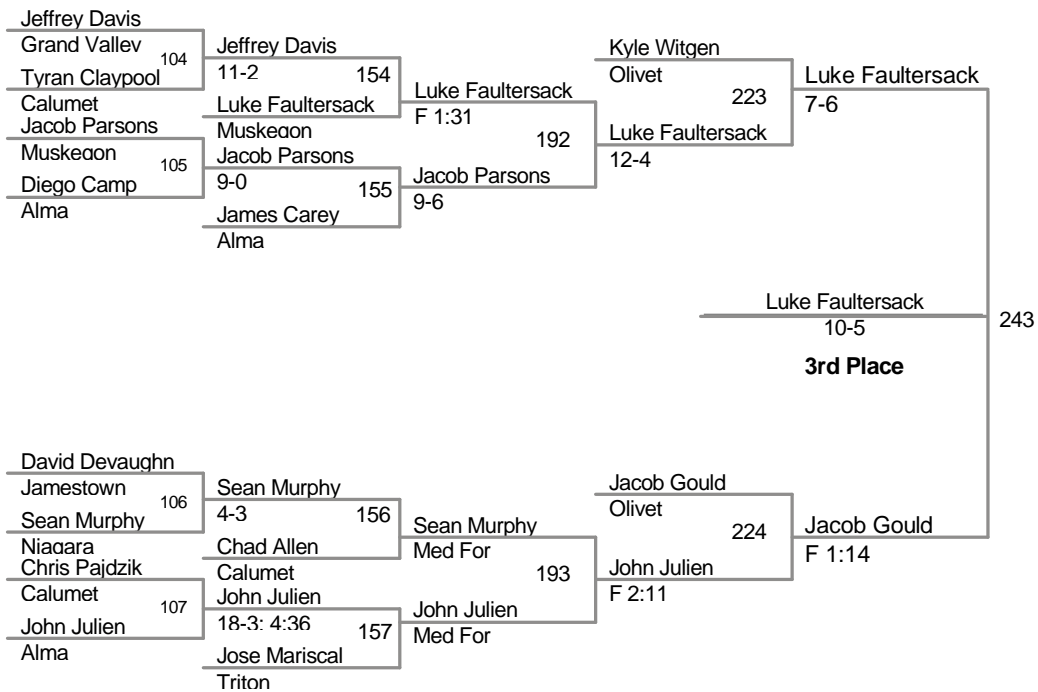 Jeffrey Davis
Grand Valley
104
Tyran Claypool
Calumet
Jacob Parsons
Muskegon
105
Diego Camp
Alma
Jeffrey Davis
11-2
154
Luke Faultersack
Muskegon
Jacob Parsons
9-0
155
James Carey
Alma
Luke Faultersack
F 1:31
192
Jacob Parsons
9-6
Kyle Witgen
Olivet
223
Luke Faultersack
12-4
Luke Faultersack
7-6
Luke Faultersack
10-5
243
3rd Place
David Devaughn
Jamestown
106
Sean Murphy
Niagara
Chris Pajdzik
Calumet
107
John Julien
Alma
Sean Murphy
4-3
156
Chad Allen
Calumet
John Julien
18-3; 4:36
157
Jose Mariscal
Triton
Sean Murphy
Med For
193
John Julien
Med For
Jacob Gould
Olivet
224
John Julien
F 2:11
Jacob Gould
F 1:14